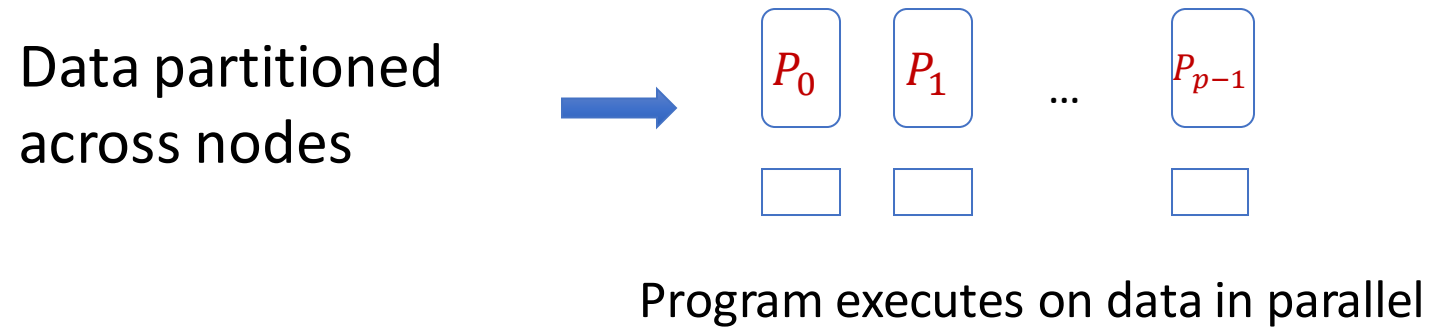 Data partitioned
across nodes
P₀ P₁ ... Pₚ₋₁
Program executes on data in parallel